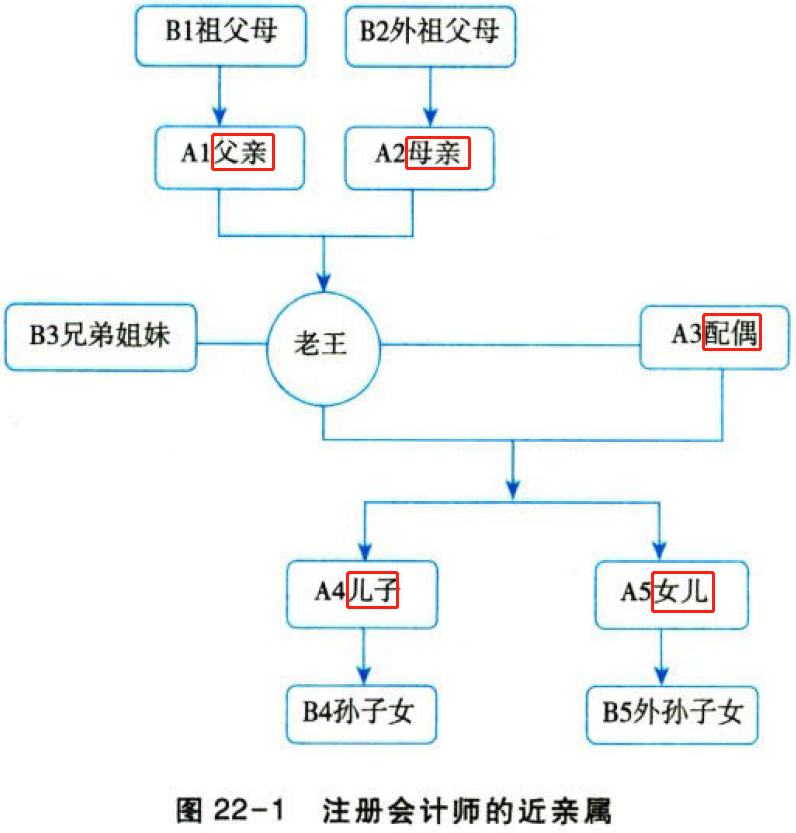 B1祖父母
B2外祖父母
A1父亲
A2母亲
B3兄弟姐妹
老王
A3配偶
A4儿子
A5女儿
B4孙子女
B5外孙子女
图 22-1 注册会计师的近亲属